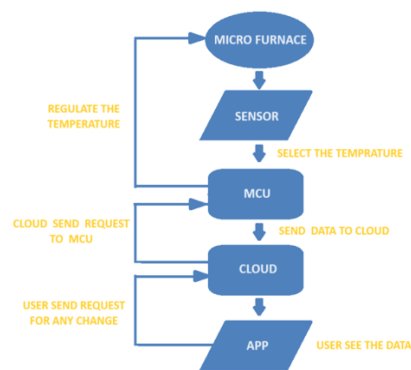 MICRO FURNACE
REGULATE THE
TEMPERATURE
SENSOR
SELECT THE TEMPRATURE
MCU
CLOUD SEND REQUEST
TO MCU
SEND DATA TO CLOUD
CLOUD
USER SEND REQUEST
FOR ANY CHANGE
APP
USER SEE THE DATA